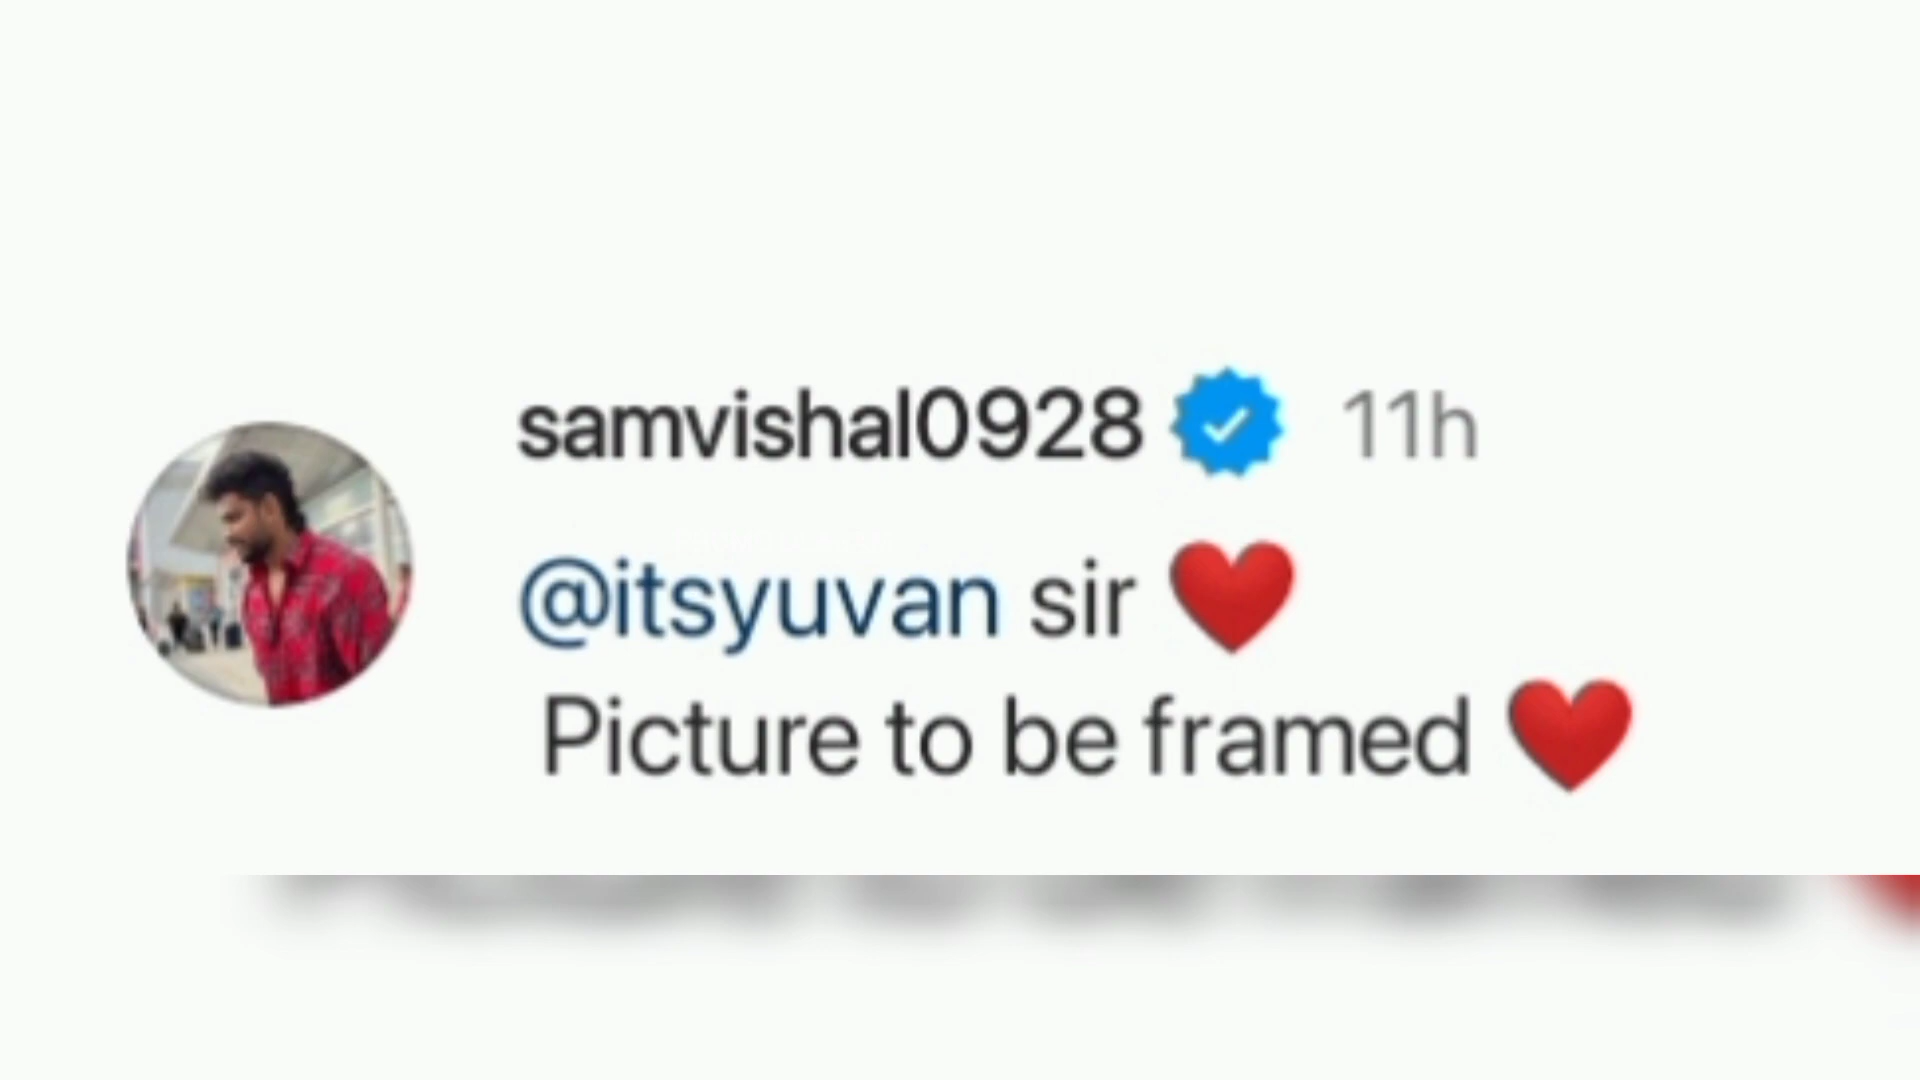 samvishal0928 11h
@itsyuvan sir ❤️
Picture to be framed ❤️